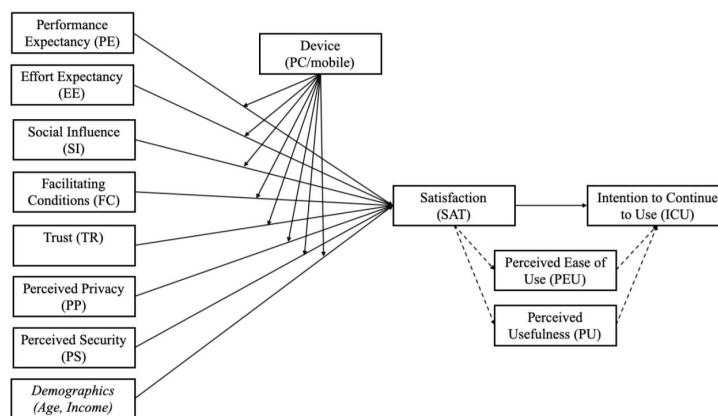 Performance
Expectancy (PE)
Device
(PC/mobile)
Effort Expectancy
(EE)
Social Influence
(SI)
Facilitating
Conditions (FC)
Satisfaction
(SAT)
Intention to Continue
to Use (ICU)
Trust (TR)
Perceived Ease of
Use (PEU)
Perceived Privacy
(PP)
Perceived
Usefulness (PU)
Perceived Security
(PS)
Demographics
(Age, Income)